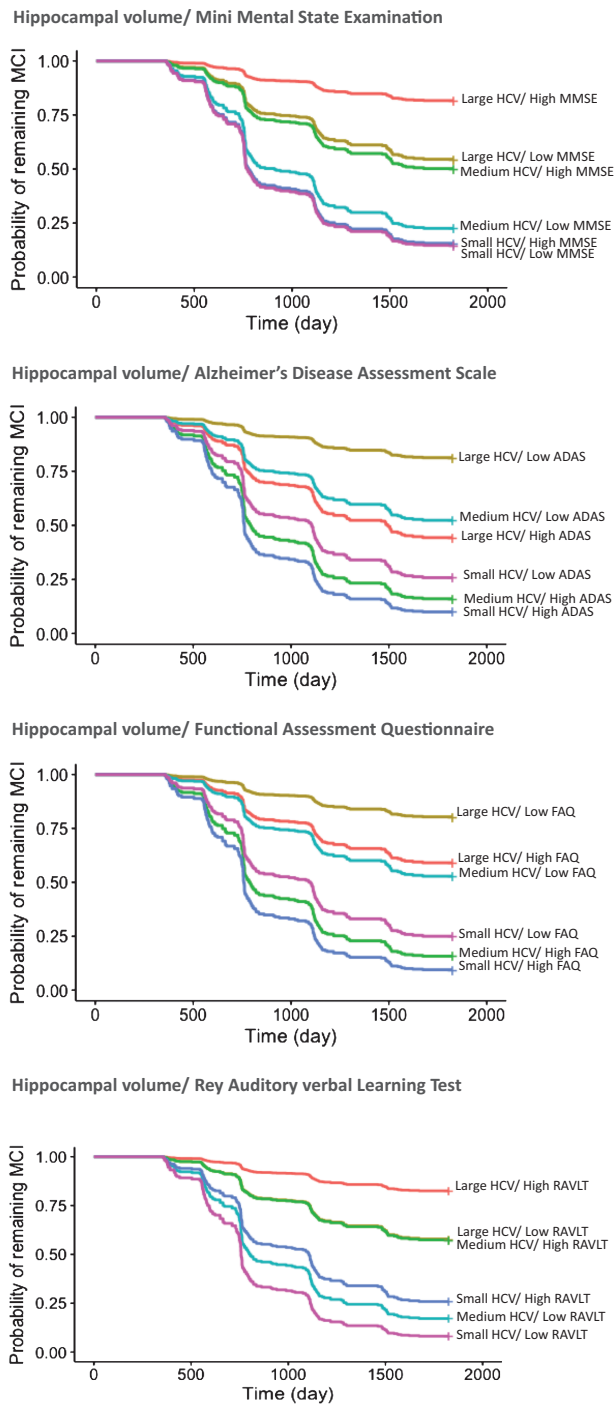 Hippocampal volume/ Mini Mental State Examination
Probability of remaining MCI
1.00
0.75
0.50
0.25
0.00
Large HCV/ High MMSE
Large HCV/ Low MMSE
Medium HCV/ High MMSE
Medium HCV/ Low MMSE
Small HCV/ High MMSE
Small HCV/ Low MMSE
0 500 1000 1500 2000
Time (day)
Hippocampal volume/ Alzheimer's Disease Assessment Scale
Probability of remaining MCI
1.00
0.75
0.50
0.25
0.00
Large HCV/ Low ADAS
Medium HCV/ Low ADAS
Large HCV/ High ADAS
Small HCV/ Low ADAS
Medium HCV/ High ADAS
Small HCV/ High ADAS
0 500 1000 1500 2000
Time (day)
Hippocampal volume/ Functional Assessment Questionnaire
Probability of remaining MCI
1.00
0.75
0.50
0.25
0.00
Large HCV/ Low FAQ
Large HCV/ High FAQ
Medium HCV/ Low FAQ
Small HCV/ Low FAQ
Medium HCV/ High FAQ
Small HCV/ High FAQ
0 500 1000 1500 2000
Time (day)
Hippocampal volume/ Rey Auditory verbal Learning Test
Probability of remaining MCI
1.00
0.75
0.50
0.25
0.00
Large HCV/ High RAVLT
Large HCV/ Low RAVLT
Medium HCV/ High RAVLT
Small HCV/ High RAVLT
Medium HCV/ Low RAVLT
Small HCV/ Low RAVLT
0 500 1000 1500 2000
Time (day)